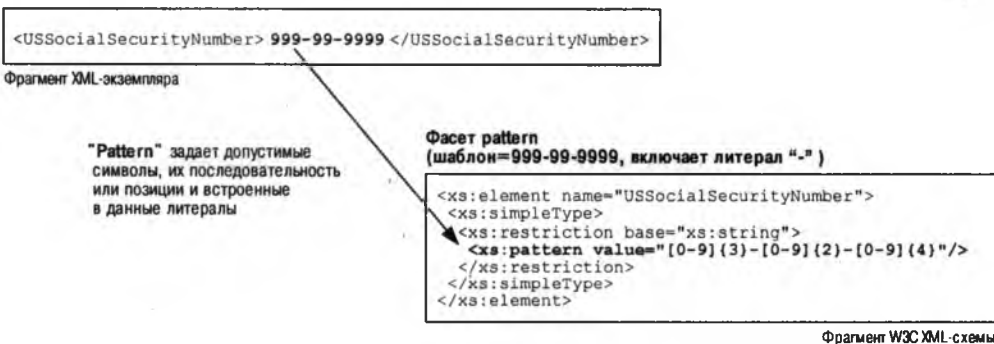 <USSocialSecurityNumber> 999-99-9999 </USSocialSecurityNumber>
Фрагмент XML-экземпляра
"Pattern" задает допустимые
символы, их последовательность
или позиции и встроенные
в данные литералы
Фасет pattern
(шаблон=999-99-9999, включает литерал "-" )
<xs:element name="USSocialSecurityNumber">
<xs:simpleType>
<xs:restriction base="xs:string">
<xs:pattern value="[0-9]{3}-[0-9]{2}-[0-9]{4}"/>
</xs:restriction>
</xs:simpleType>
</xs:element>
Фрагмент W3C XML-схемы